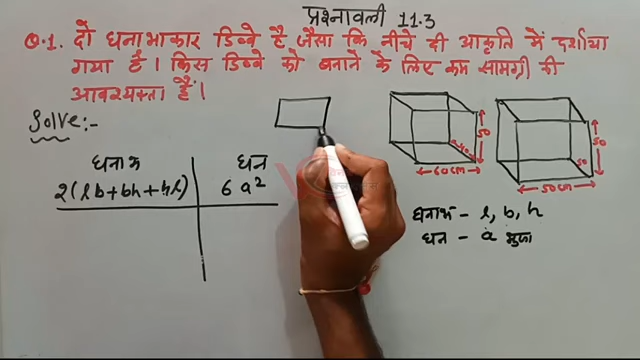 प्रश्नावली 11.3
Q.1. दो घनाभाकार डिब्बे है जैसा कि नीचे दी आकृति में दर्शाया
गया है। किस डिब्बे को बनाने के लिए कम सामग्री की
आवश्यकता है।
Solve:-
घनाभ
घन
2(lb+bh+hl)
6a²
50
60cm
50
50
50cm
घनाभ - l, b, h
घन - a भुजा